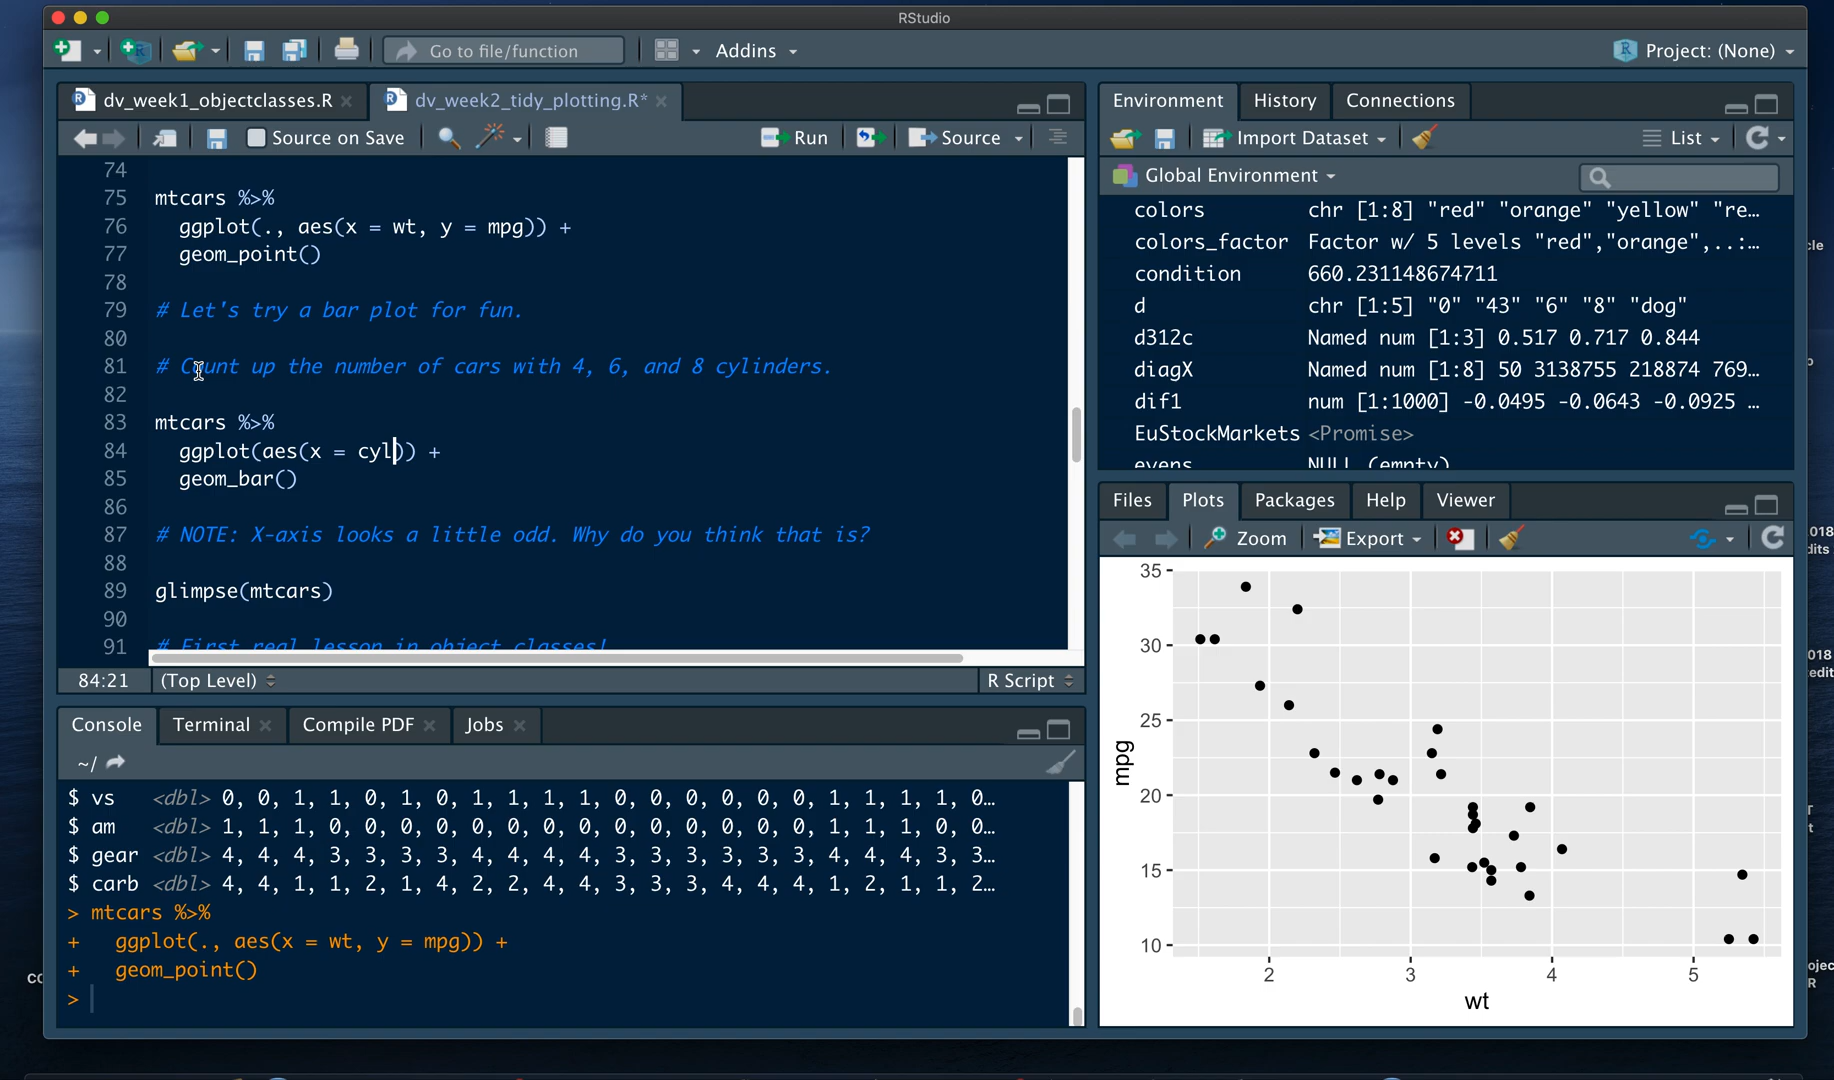 RStudio
Go to file/function
Addins
Project: (None)
dv_week1_objectclasses.R
dv_week2_tidy_plotting.R*
Source on Save
Run
Source
74
75 mtcars %>%
76 ggplot(., aes(x = wt, y = mpg)) +
77 geom_point()
78
79 # Let's try a bar plot for fun.
80
81 # Count up the number of cars with 4, 6, and 8 cylinders.
82
83 mtcars %>%
84 ggplot(aes(x = cyl)) +
85 geom_bar()
86
87 # NOTE: X-axis looks a little odd. Why do you think that is?
88
89 glimpse(mtcars)
90
91 # First real lesson in object classes!
84:21
(Top Level)
R Script
Console
Terminal
Compile PDF
Jobs
~/
$ vs <dbl> 0, 0, 1, 1, 0, 1, 0, 1, 1, 1, 1, 0, 0, 0, 0, 0, 0, 1, 1, 1, 1, 0…
$ am <dbl> 1, 1, 1, 0, 0, 0, 0, 0, 0, 0, 0, 0, 0, 0, 0, 0, 0, 1, 1, 1, 0, 0…
$ gear <dbl> 4, 4, 4, 3, 3, 3, 3, 4, 4, 4, 4, 3, 3, 3, 3, 3, 3, 4, 4, 4, 3, 3…
$ carb <dbl> 4, 4, 1, 1, 2, 1, 4, 2, 2, 4, 4, 3, 3, 3, 4, 4, 4, 1, 2, 1, 1, 2…
> mtcars %>%
+ ggplot(., aes(x = wt, y = mpg)) +
+ geom_point()
>
Environment
History
Connections
Import Dataset
List
Global Environment
colors chr [1:8] "red" "orange" "yellow" "re…
colors_factor Factor w/ 5 levels "red","orange",..:…
condition 660.231148674711
d chr [1:5] "0" "43" "6" "8" "dog"
d312c Named num [1:3] 0.517 0.717 0.844
diagX Named num [1:8] 50 3138755 218874 769…
dif1 num [1:1000] -0.0495 -0.0643 -0.0925 …
EuStockMarkets <Promise>
evens NULL (empty)
Files
Plots
Packages
Help
Viewer
Zoom
Export
35
30
25
20
15
10
mpg
2
3
4
5
wt